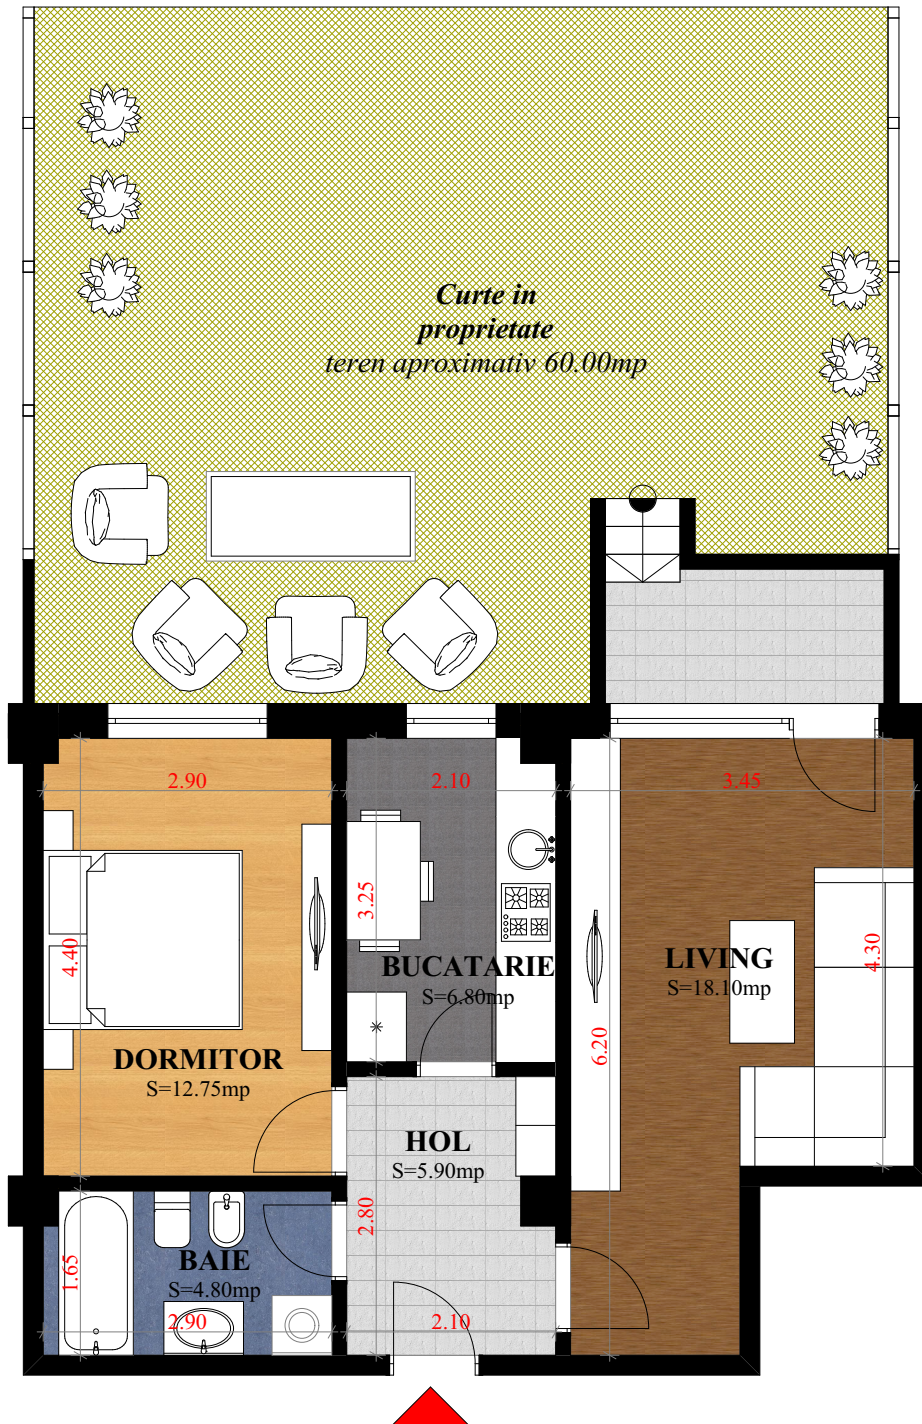 Curte in
proprietate
teren aproximativ 60.00mp
2.90
2.10
3.45
3.25
4.40
4.30
BUCATARIE
S=6.80mp
LIVING
S=18.10mp
6.20
DORMITOR
S=12.75mp
HOL
S=5.90mp
2.80
BAIE
S=4.80mp
1.65
2.90
2.10